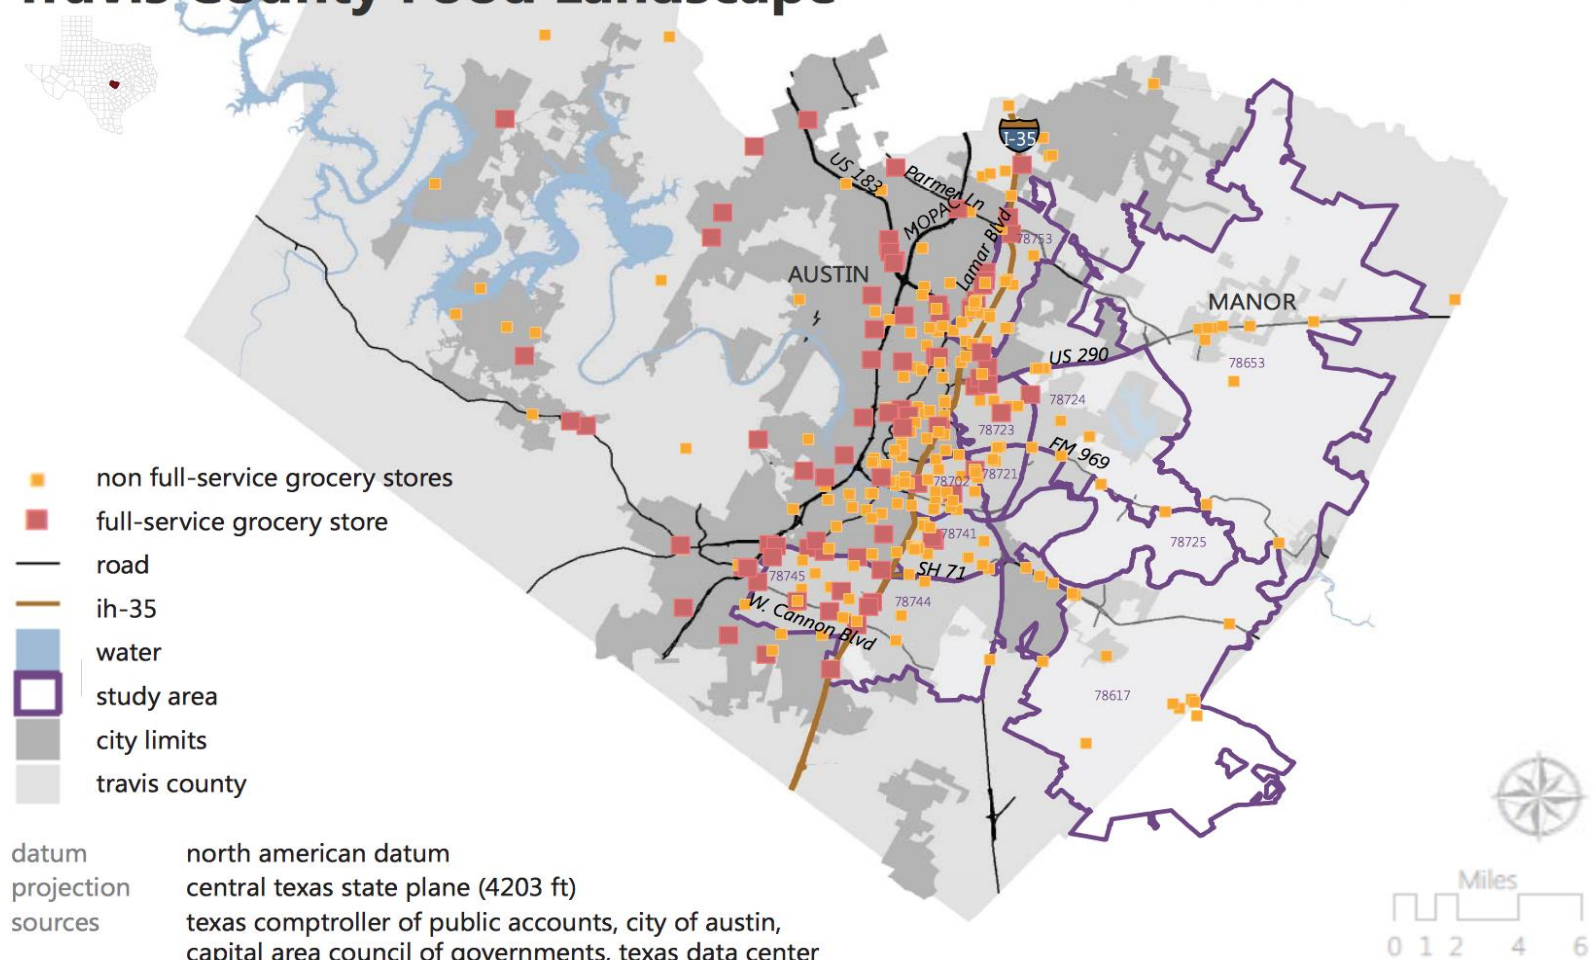 Travis County Food Landscape
I-35
US 183
Parmer Ln
MOPAC
Lamar Blvd
78753
AUSTIN
MANOR
US 290
78653
78724
78723
FM 969
non full-service grocery stores
78702
78721
full-service grocery store
78741
78725
road
SH 71
78745
ih-35
W. Cannon Blvd
78744
water
study area
78617
city limits
travis county
datum north american datum
projection central texas state plane (4203 ft)
sources texas comptroller of public accounts, city of austin,
capital area council of governments, texas data center
Miles
0 1 2 4 6